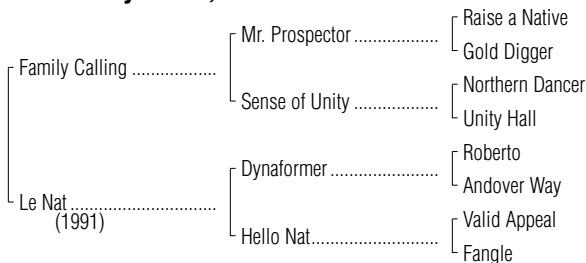 Raise a Native
Mr. Prospector ....................
Gold Digger
Family Calling ....................
Northern Dancer
Sense of Unity ....................
Unity Hall
Roberto
Dynaformer .........................
Andover Way
Le Nat ...................................
(1991)
Valid Appeal
Hello Nat..............................
Fangle